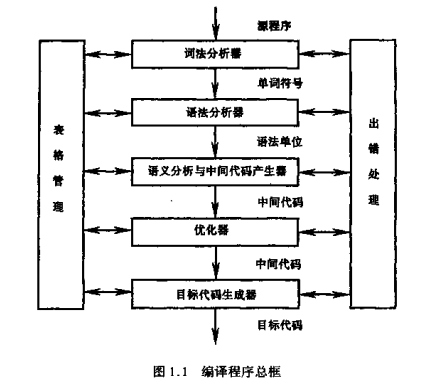 源程序
词法分析器
单词符号
语法分析器
语法单位
语义分析与中间代码产生器
中间代码
优化器
中间代码
目标代码生成器
目标代码
表格管理
出错处理
图 1.1 编译程序总框